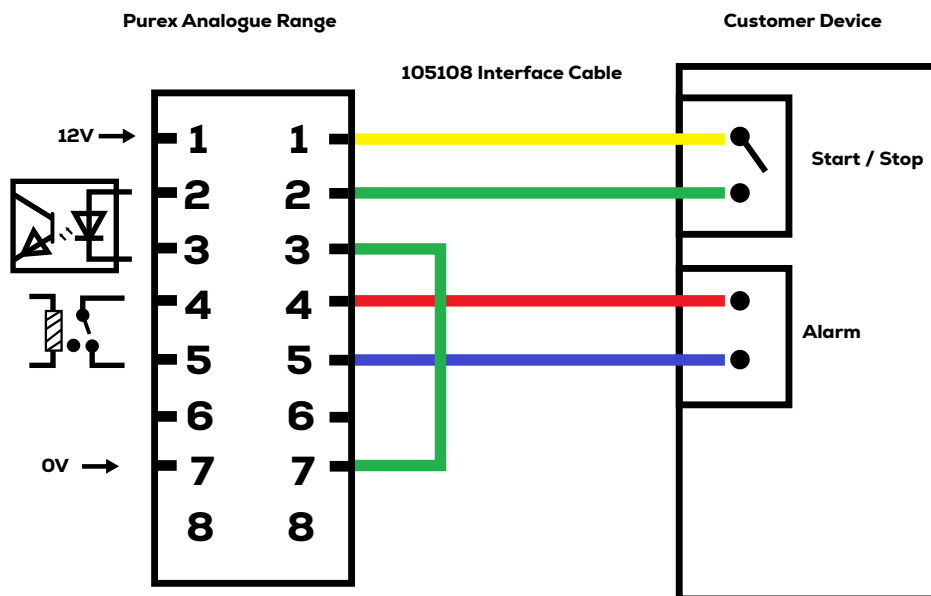 Purex Analogue Range
Customer Device
105108 Interface Cable
12V
1 1
2 2
3 3
4 4
5 5
6 6
7 7
8 8
0V
Start / Stop
Alarm